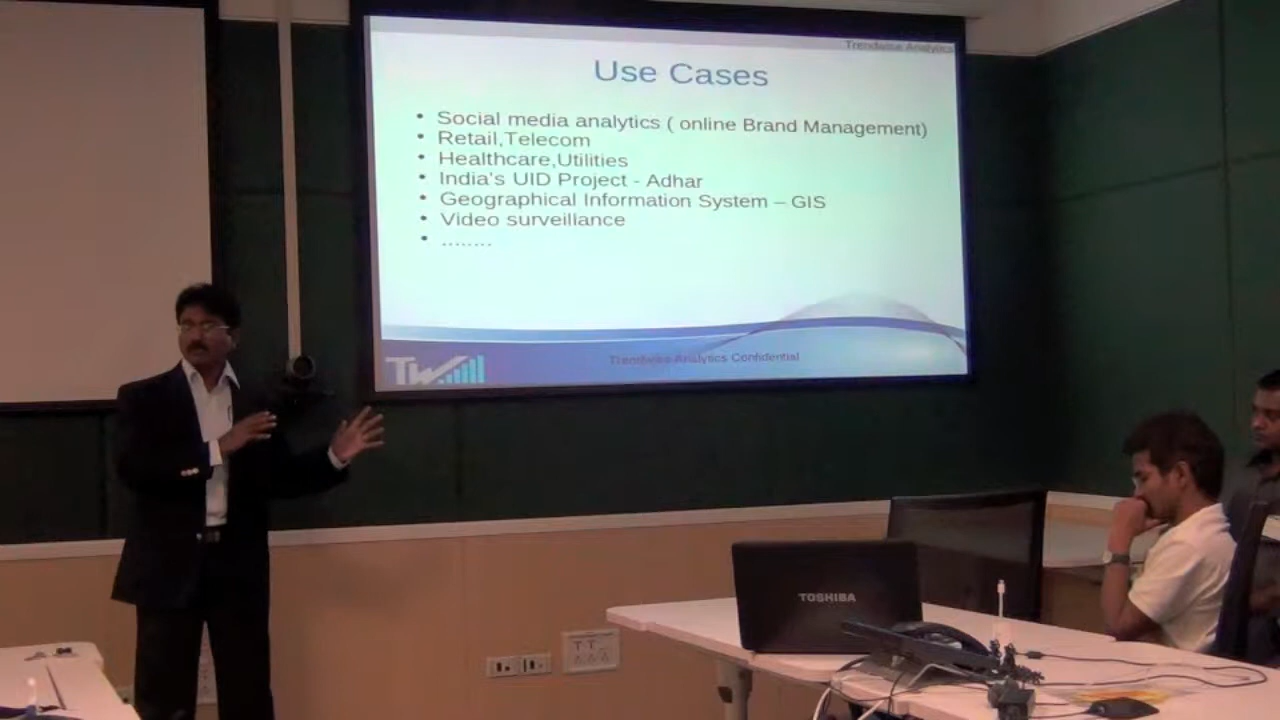 Trendwise Analytics
Use Cases
• Social media analytics ( online Brand Management)
• Retail,Telecom
• Healthcare,Utilities
• India's UID Project - Adhar
• Geographical Information System – GIS
• Video surveillance
• ........
TW
Trendwise Analytics Confidential
TOSHIBA